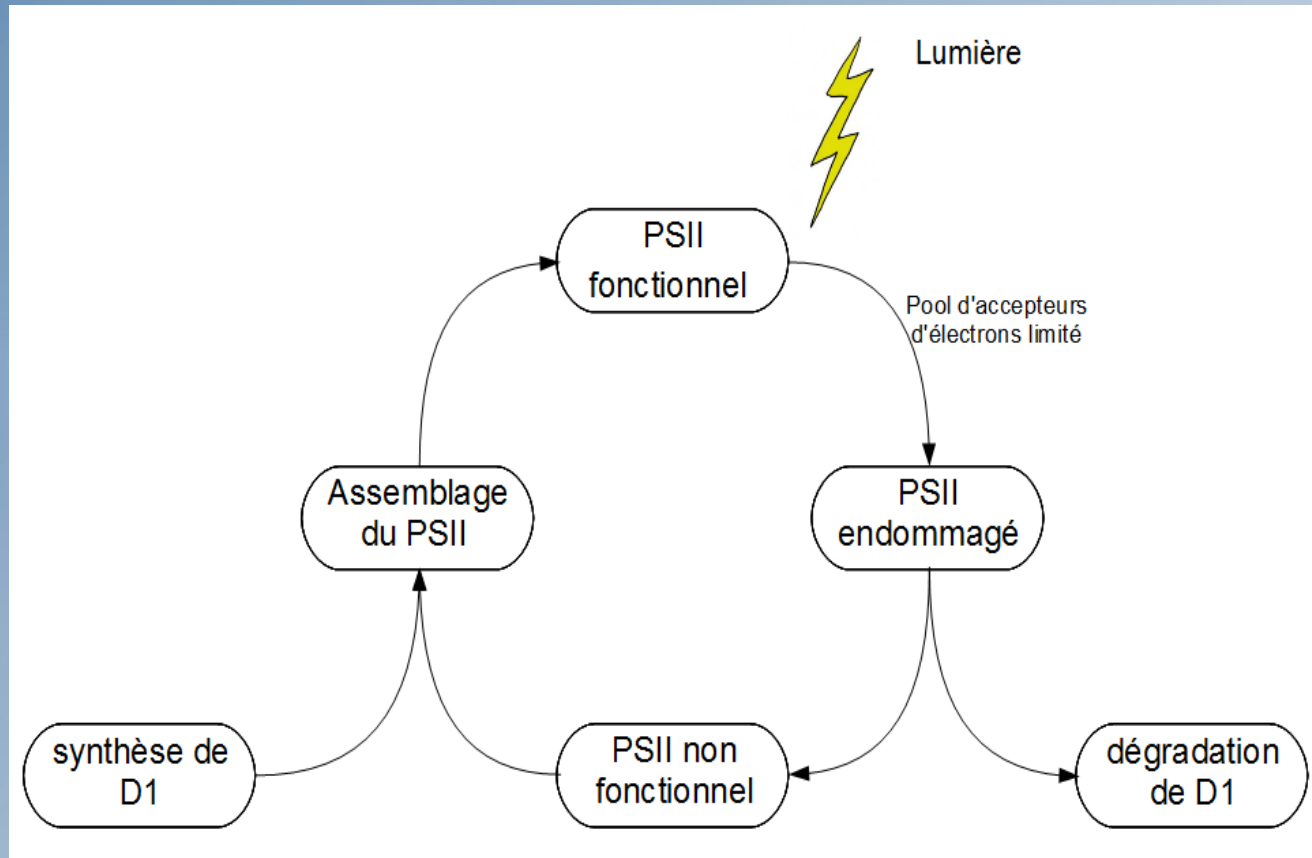 Lumière
PSII
fonctionnel
Pool d'accepteurs
d'électrons limité
Assemblage
du PSII
PSII
endommagé
synthèse de
D1
PSII non
fonctionnel
dégradation
de D1